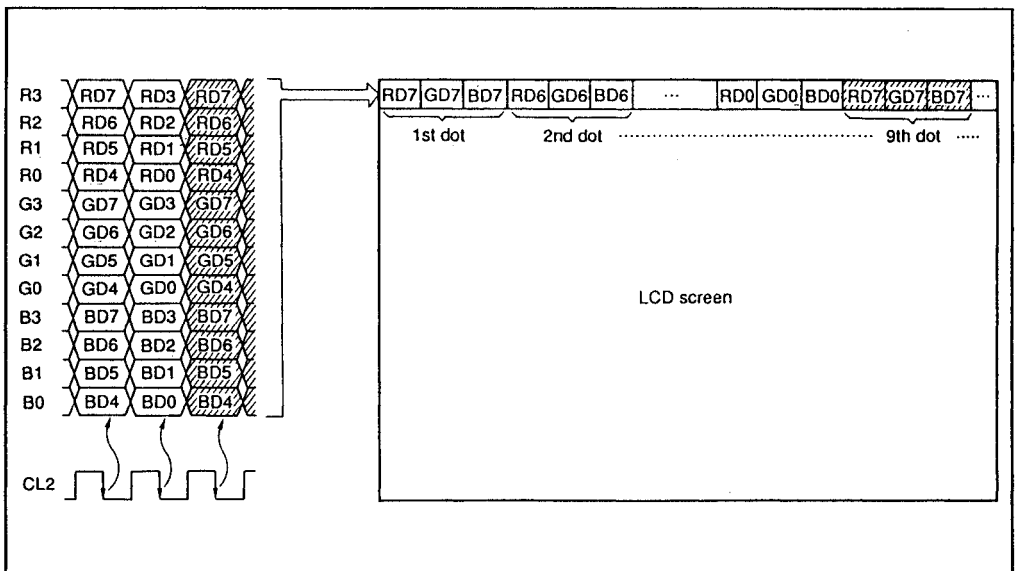 R3 RD7 RD3 RD7
R2 RD6 RD2 RD6
R1 RD5 RD1 RD5
R0 RD4 RD0 RD4
G3 GD7 GD3 GD7
G2 GD6 GD2 GD6
G1 GD5 GD1 GD5
G0 GD4 GD0 GD4
B3 BD7 BD3 BD7
B2 BD6 BD2 BD6
B1 BD5 BD1 BD5
B0 BD4 BD0 BD4
CL2
RD7 GD7 BD7 RD6 GD6 BD6 ... RD0 GD0 BD0 RD7 GD7 BD7 ...
1st dot 2nd dot ........ 9th dot .....
LCD screen